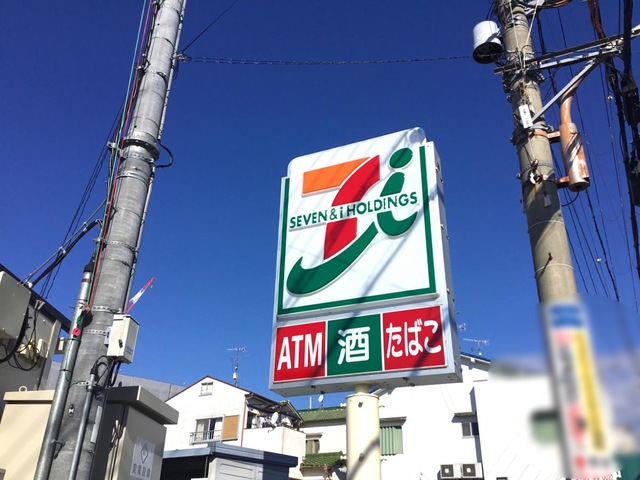 SEVEN & i HOLDINGS
ATM 酒 たばこ